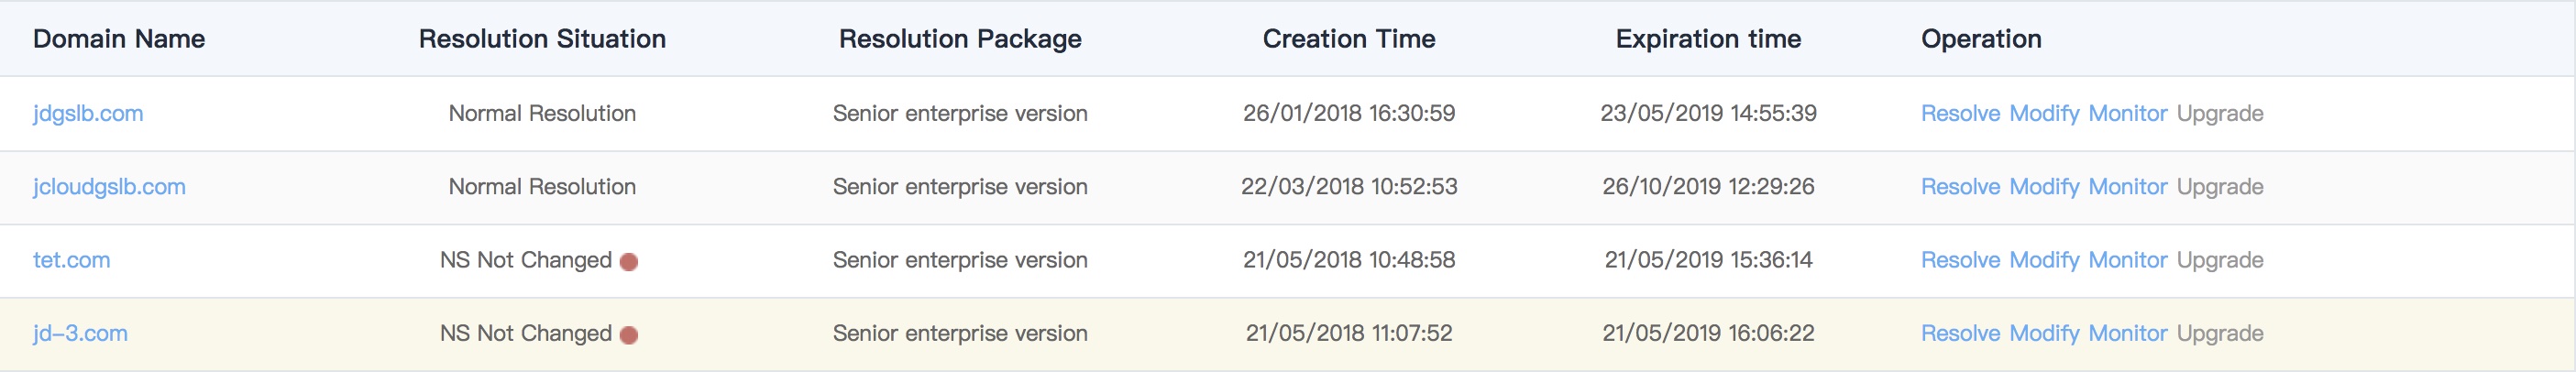 Domain Name Resolution Situation Resolution Package Creation Time Expiration time Operation
jdgslb.com Normal Resolution Senior enterprise version 26/01/2018 16:30:59 23/05/2019 14:55:39 Resolve Modify Monitor Upgrade
jcloudgslb.com Normal Resolution Senior enterprise version 22/03/2018 10:52:53 26/10/2019 12:29:26 Resolve Modify Monitor Upgrade
tet.com NS Not Changed Senior enterprise version 21/05/2018 10:48:58 21/05/2019 15:36:14 Resolve Modify Monitor Upgrade
jd-3.com NS Not Changed Senior enterprise version 21/05/2018 11:07:52 21/05/2019 16:06:22 Resolve Modify Monitor Upgrade